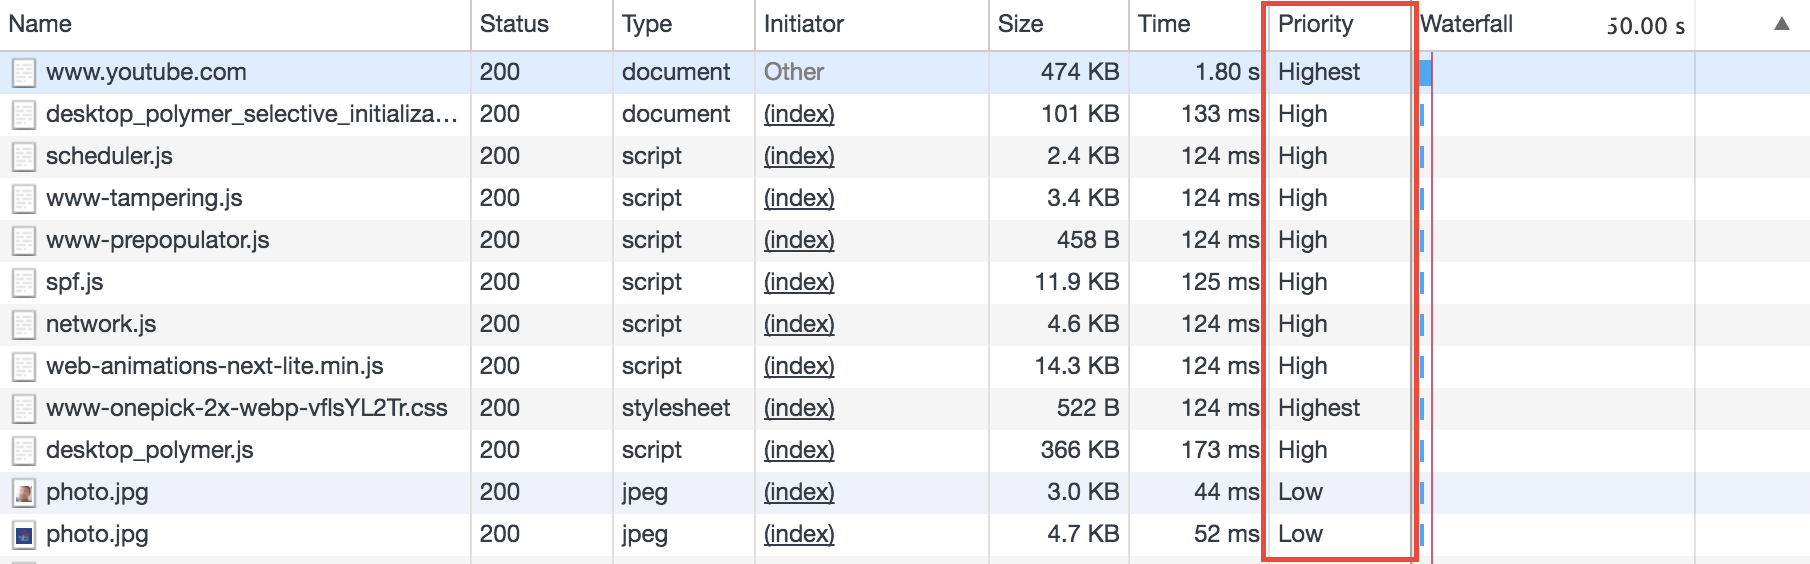 Name Status Type Initiator Size Time Priority Waterfall 50.00 s ▲
www.youtube.com 200 document Other 474 KB 1.80 s Highest
desktop_polymer_selective_initializa… 200 document (index) 101 KB 133 ms High
scheduler.js 200 script (index) 2.4 KB 124 ms High
www-tampering.js 200 script (index) 3.4 KB 124 ms High
www-prepopulator.js 200 script (index) 458 B 124 ms High
spf.js 200 script (index) 11.9 KB 125 ms High
network.js 200 script (index) 4.6 KB 124 ms High
web-animations-next-lite.min.js 200 script (index) 14.3 KB 124 ms High
www-onepick-2x-webp-vflsYL2Tr.css 200 stylesheet (index) 522 B 124 ms Highest
desktop_polymer.js 200 script (index) 366 KB 173 ms High
photo.jpg 200 jpeg (index) 3.0 KB 44 ms Low
photo.jpg 200 jpeg (index) 4.7 KB 52 ms Low